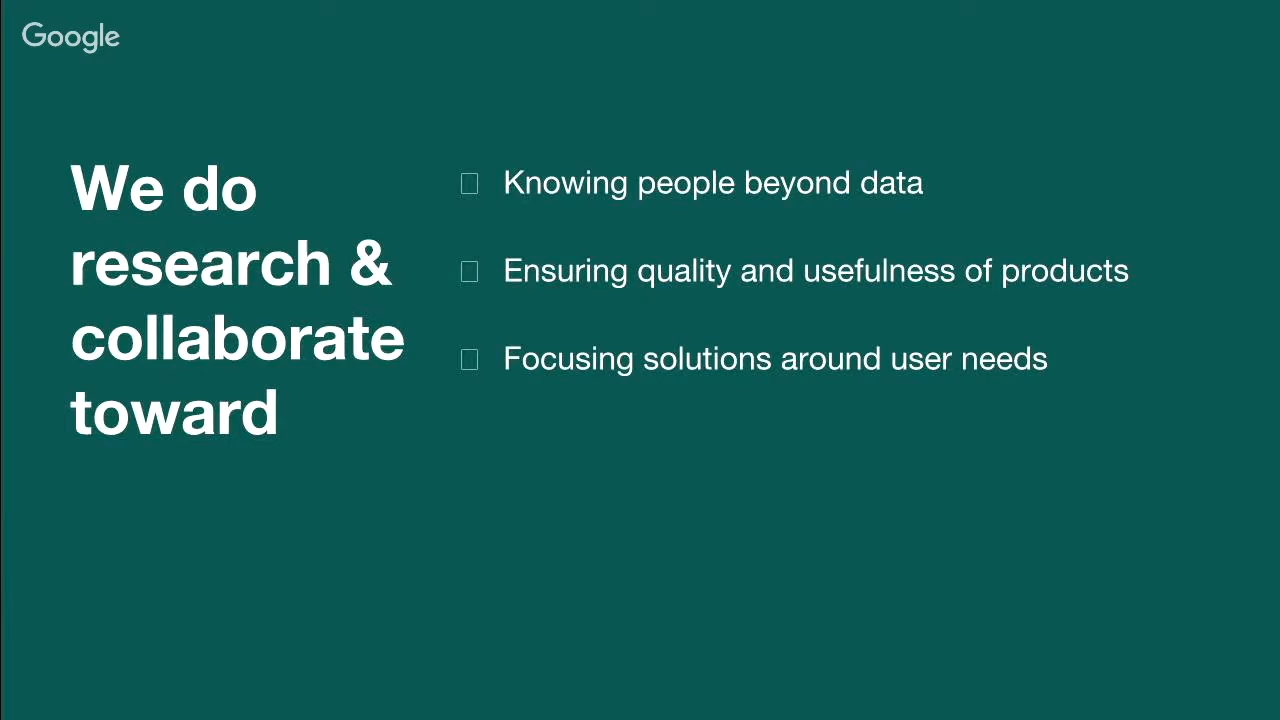 Google
We do
research &
collaborate
toward
Knowing people beyond data
Ensuring quality and usefulness of products
Focusing solutions around user needs